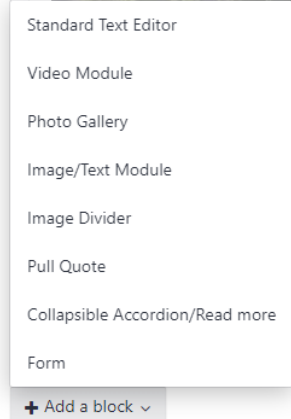 Standard Text Editor
Video Module
Photo Gallery
Image/Text Module
Image Divider
Pull Quote
Collapsible Accordion/Read more
Form
+ Add a block